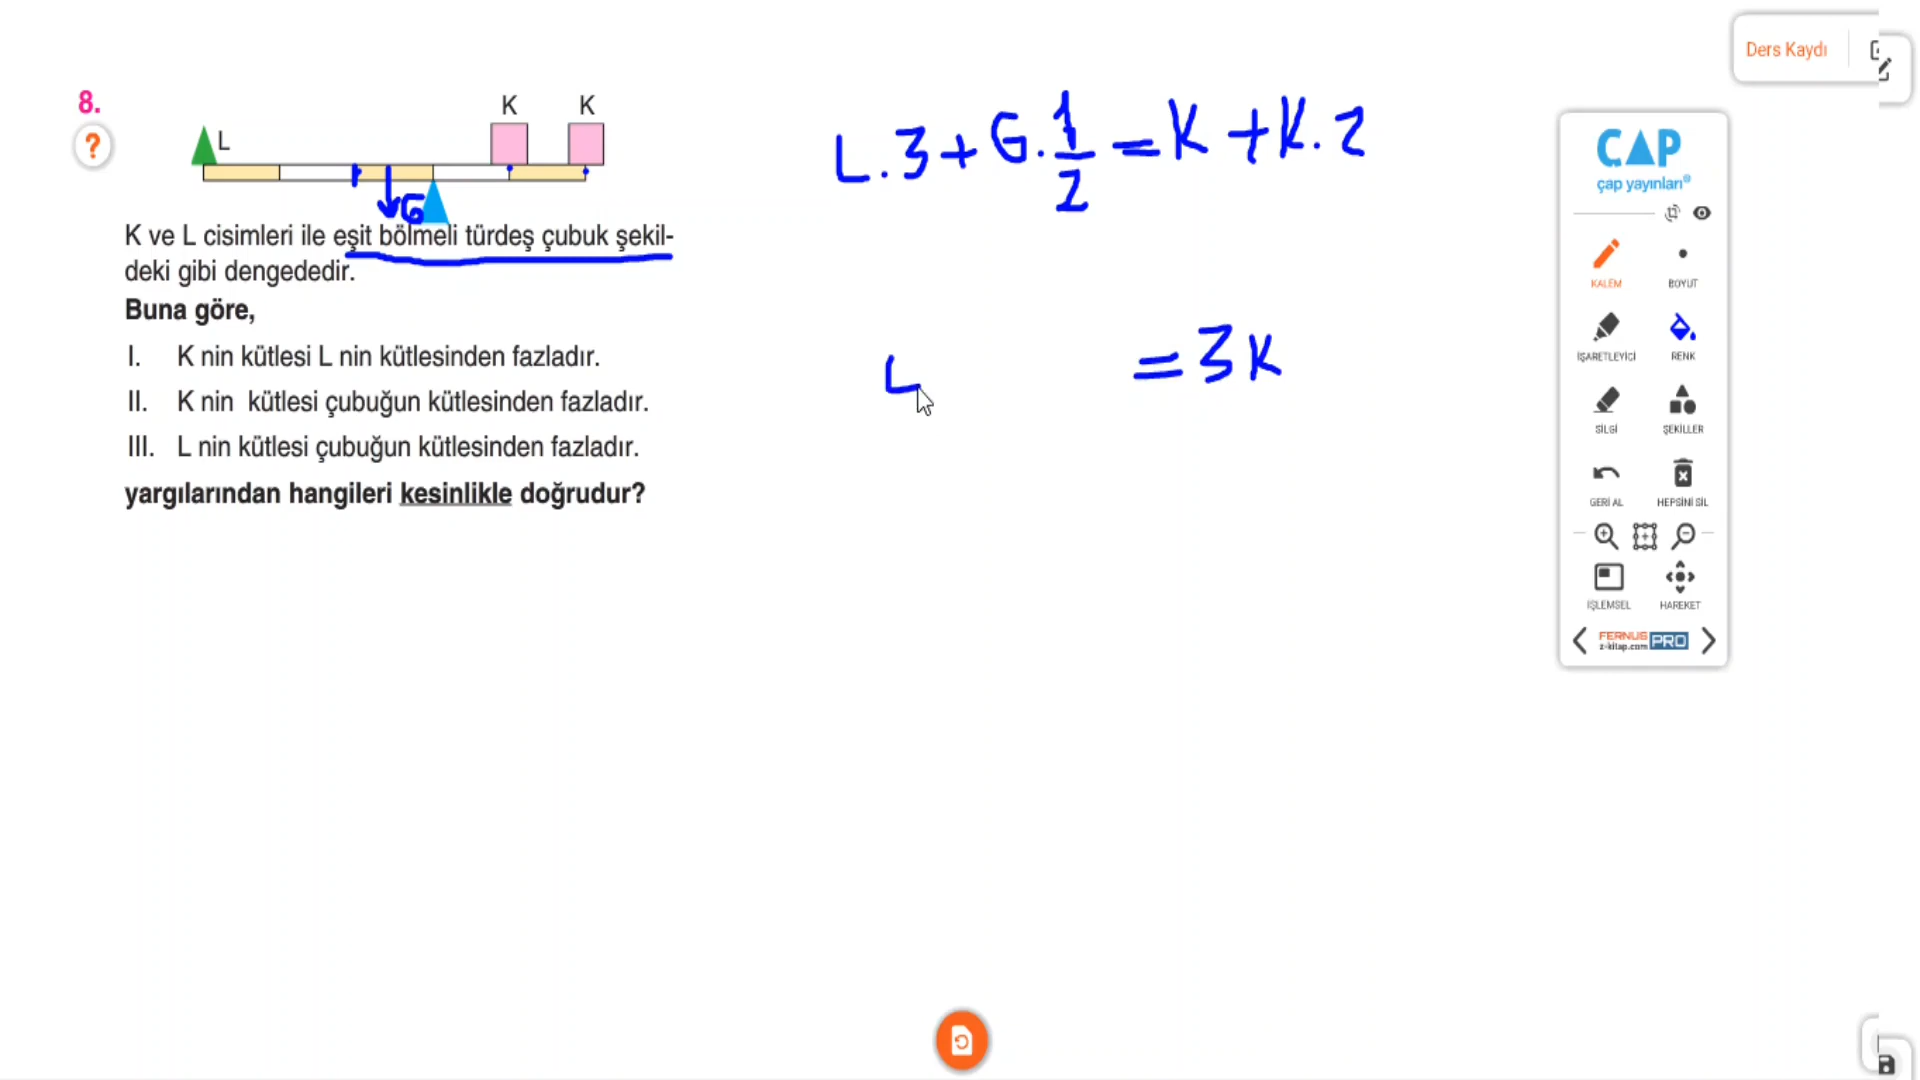 Ders Kaydı
8.
?
K K
L
G
K ve L cisimleri ile eşit bölmeli türdeş çubuk şekil-
deki gibi dengededir.
Buna göre,
I. K nin kütlesi L nin kütlesinden fazladır.
II. K nin kütlesi çubuğun kütlesinden fazladır.
III. L nin kütlesi çubuğun kütlesinden fazladır.
yargılarından hangileri kesinlikle doğrudur?
L.3+G.1/2=K+K.2
L =3K
ÇAP
çap yayınları®
KALEM BOYUT
İŞARETLEYİCİ RENK
SİLGİ ŞEKİLLER
GERİ AL HEPSİNİ SİL
İŞLEMSEL HAREKET
FERNUS PRO
z-kitap.com